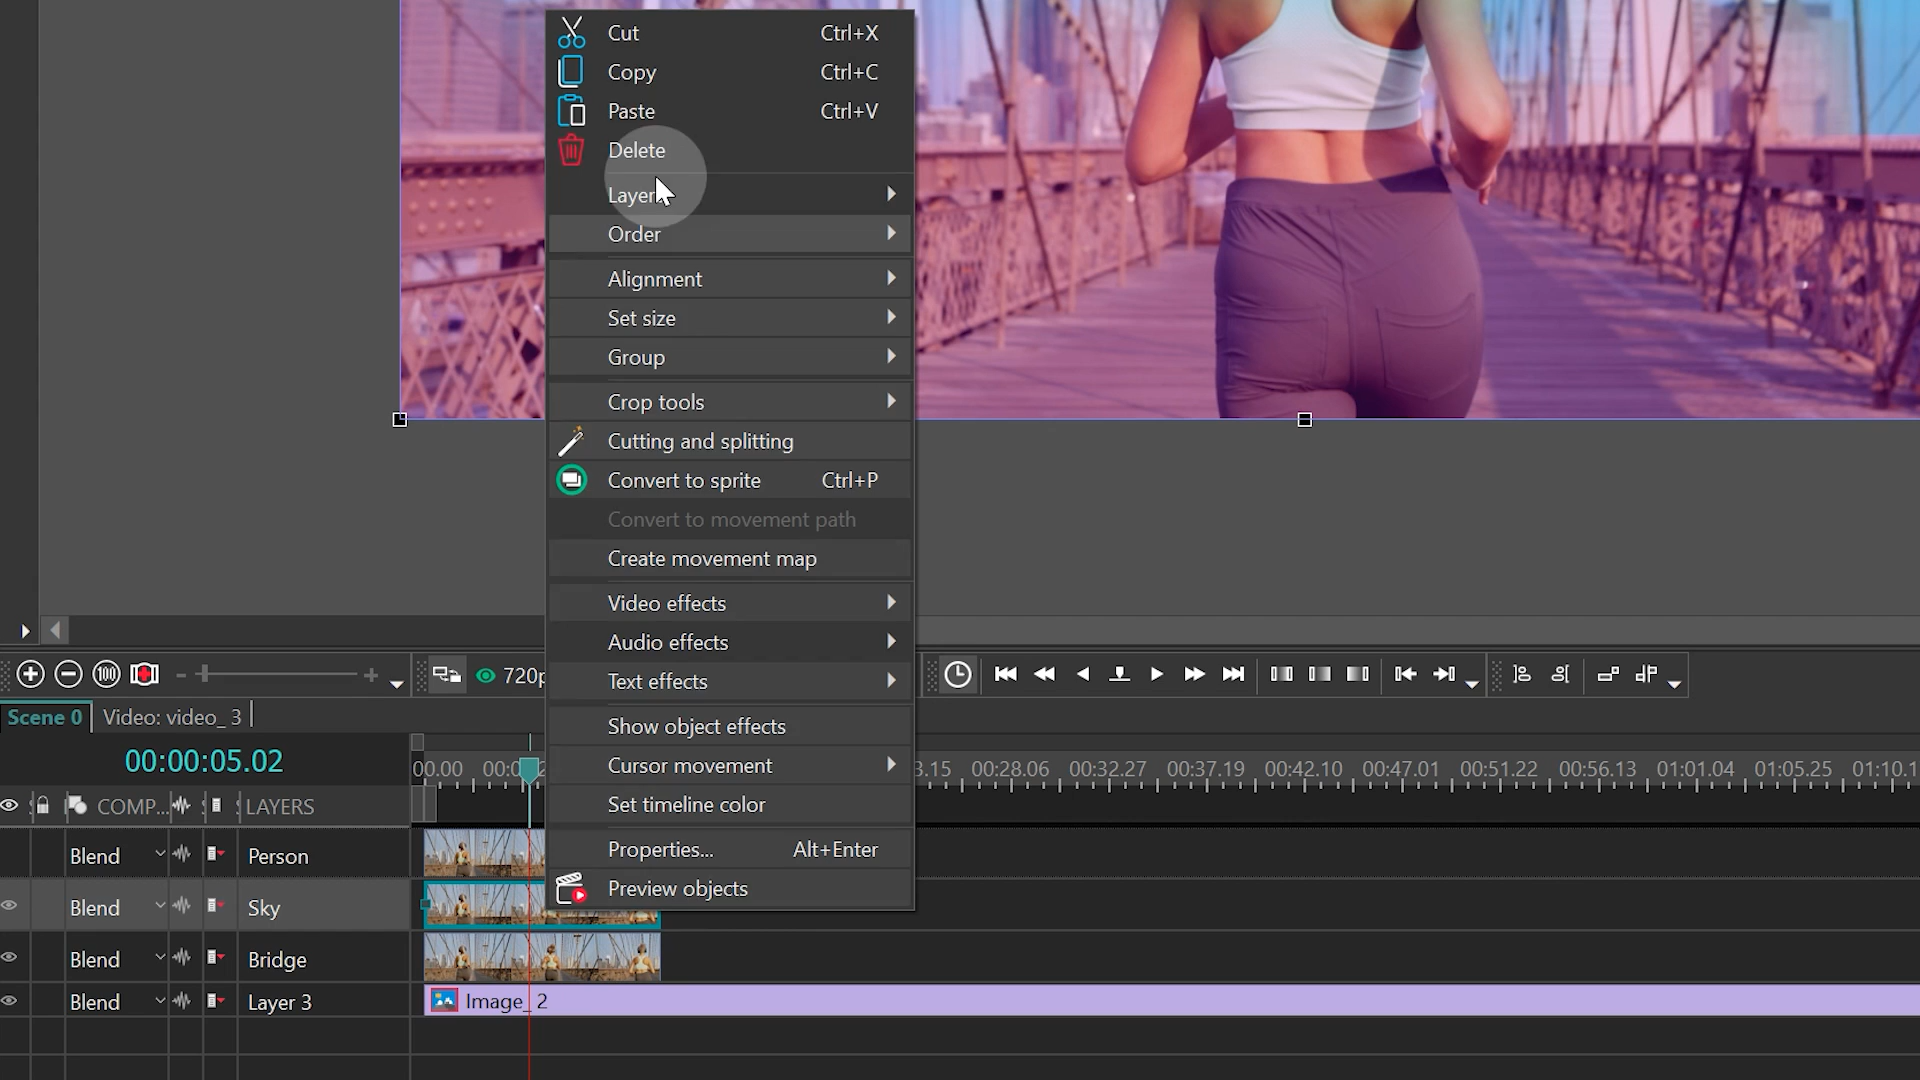 Cut Ctrl+X
Copy Ctrl+C
Paste Ctrl+V
Delete
Layer
Order
Alignment
Set size
Group
Crop tools
Cutting and splitting
Convert to sprite Ctrl+P
Convert to movement path
Create movement map
Video effects
Audio effects
Text effects
Show object effects
Cursor movement
Set timeline color
Properties... Alt+Enter
Preview objects
100
720p
Scene 0 Video: video_ 3
00:00:05.02
00.00 3.15 00:28.06 00:32.27 00:37.19 00:42.10 00:47.01 00:51.22 00:56.13 01:01.04 01:05.25 01:10.1
COMP... LAYERS
Blend Person
Blend Sky
Blend Bridge
Blend Layer 3 Image_ 2